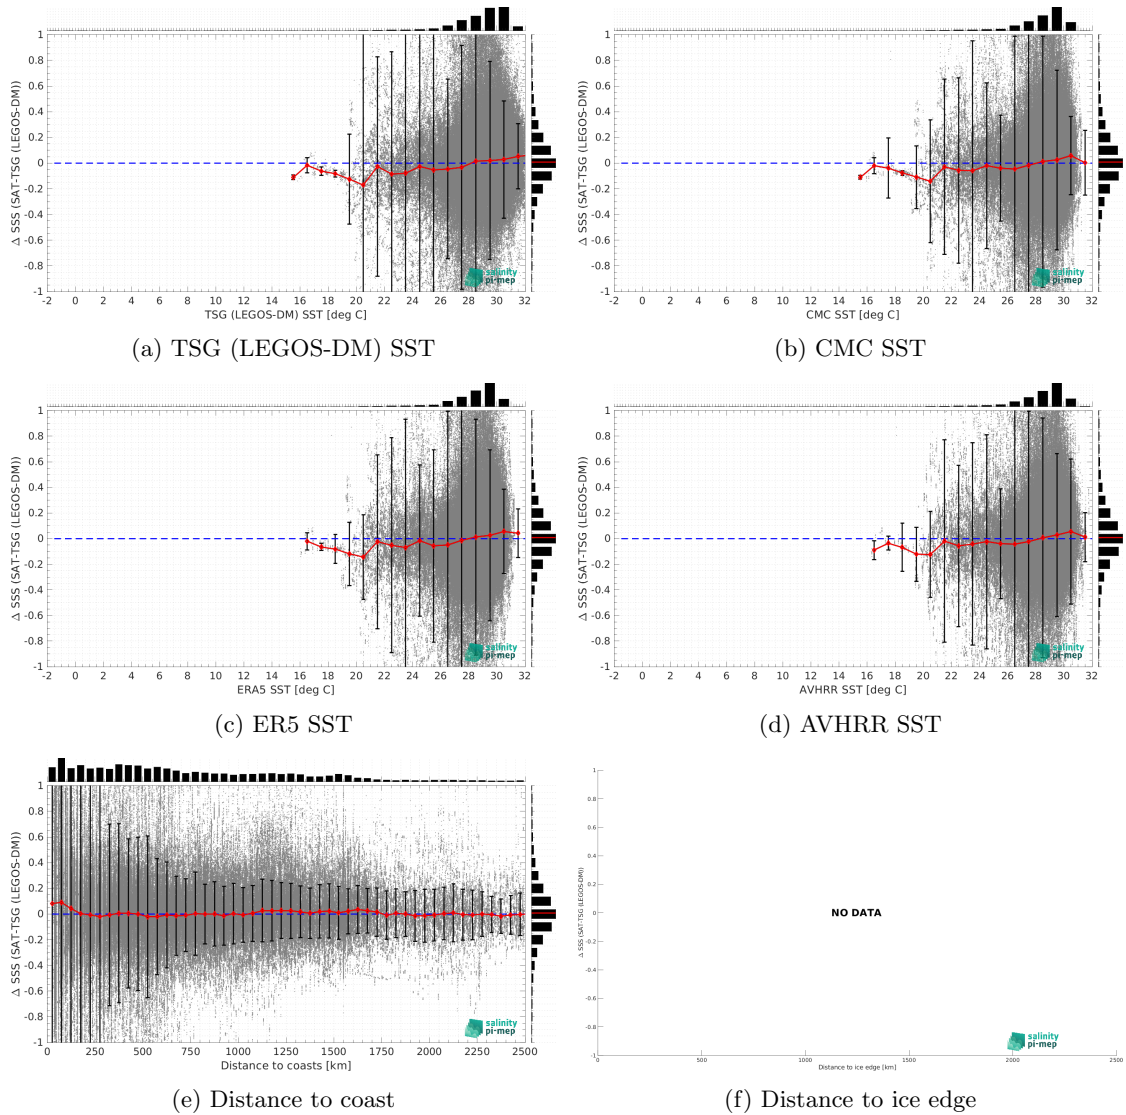 1
0.8
0.6
0.4
0.2
0
-0.2
-0.4
-0.6
-0.8
-1
Δ SSS (SAT-TSG (LEGOS-DM))
salinity
pi-mep
-2 0 2 4 6 8 10 12 14 16 18 20 22 24 26 28 30 32
TSG (LEGOS-DM) SST [deg C]
(a) TSG (LEGOS-DM) SST
1
0.8
0.6
0.4
0.2
0
-0.2
-0.4
-0.6
-0.8
-1
Δ SSS (SAT-TSG (LEGOS-DM))
salinity
pi-mep
-2 0 2 4 6 8 10 12 14 16 18 20 22 24 26 28 30 32
CMC SST [deg C]
(b) CMC SST
1
0.8
0.6
0.4
0.2
0
-0.2
-0.4
-0.6
-0.8
-1
Δ SSS (SAT-TSG (LEGOS-DM))
salinity
pi-mep
-2 0 2 4 6 8 10 12 14 16 18 20 22 24 26 28 30 32
ERA5 SST [deg C]
(c) ER5 SST
1
0.8
0.6
0.4
0.2
0
-0.2
-0.4
-0.6
-0.8
-1
Δ SSS (SAT-TSG (LEGOS-DM))
salinity
pi-mep
-2 0 2 4 6 8 10 12 14 16 18 20 22 24 26 28 30 32
AVHRR SST [deg C]
(d) AVHRR SST
1
0.8
0.6
0.4
0.2
0
-0.2
-0.4
-0.6
-0.8
-1
Δ SSS (SAT-TSG (LEGOS-DM))
salinity
pi-mep
0 250 500 750 1000 1250 1500 1750 2000 2250 2500
Distance to coasts [km]
(e) Distance to coast
1
0.8
0.6
0.4
0.2
0
-0.2
-0.4
-0.6
-0.8
-1
Δ SSS (SAT-TSG (LEGOS-DM))
NO DATA
salinity
pi-mep
0 500 1000 1500 2000 2500
Distance to ice edge [km]
(f) Distance to ice edge